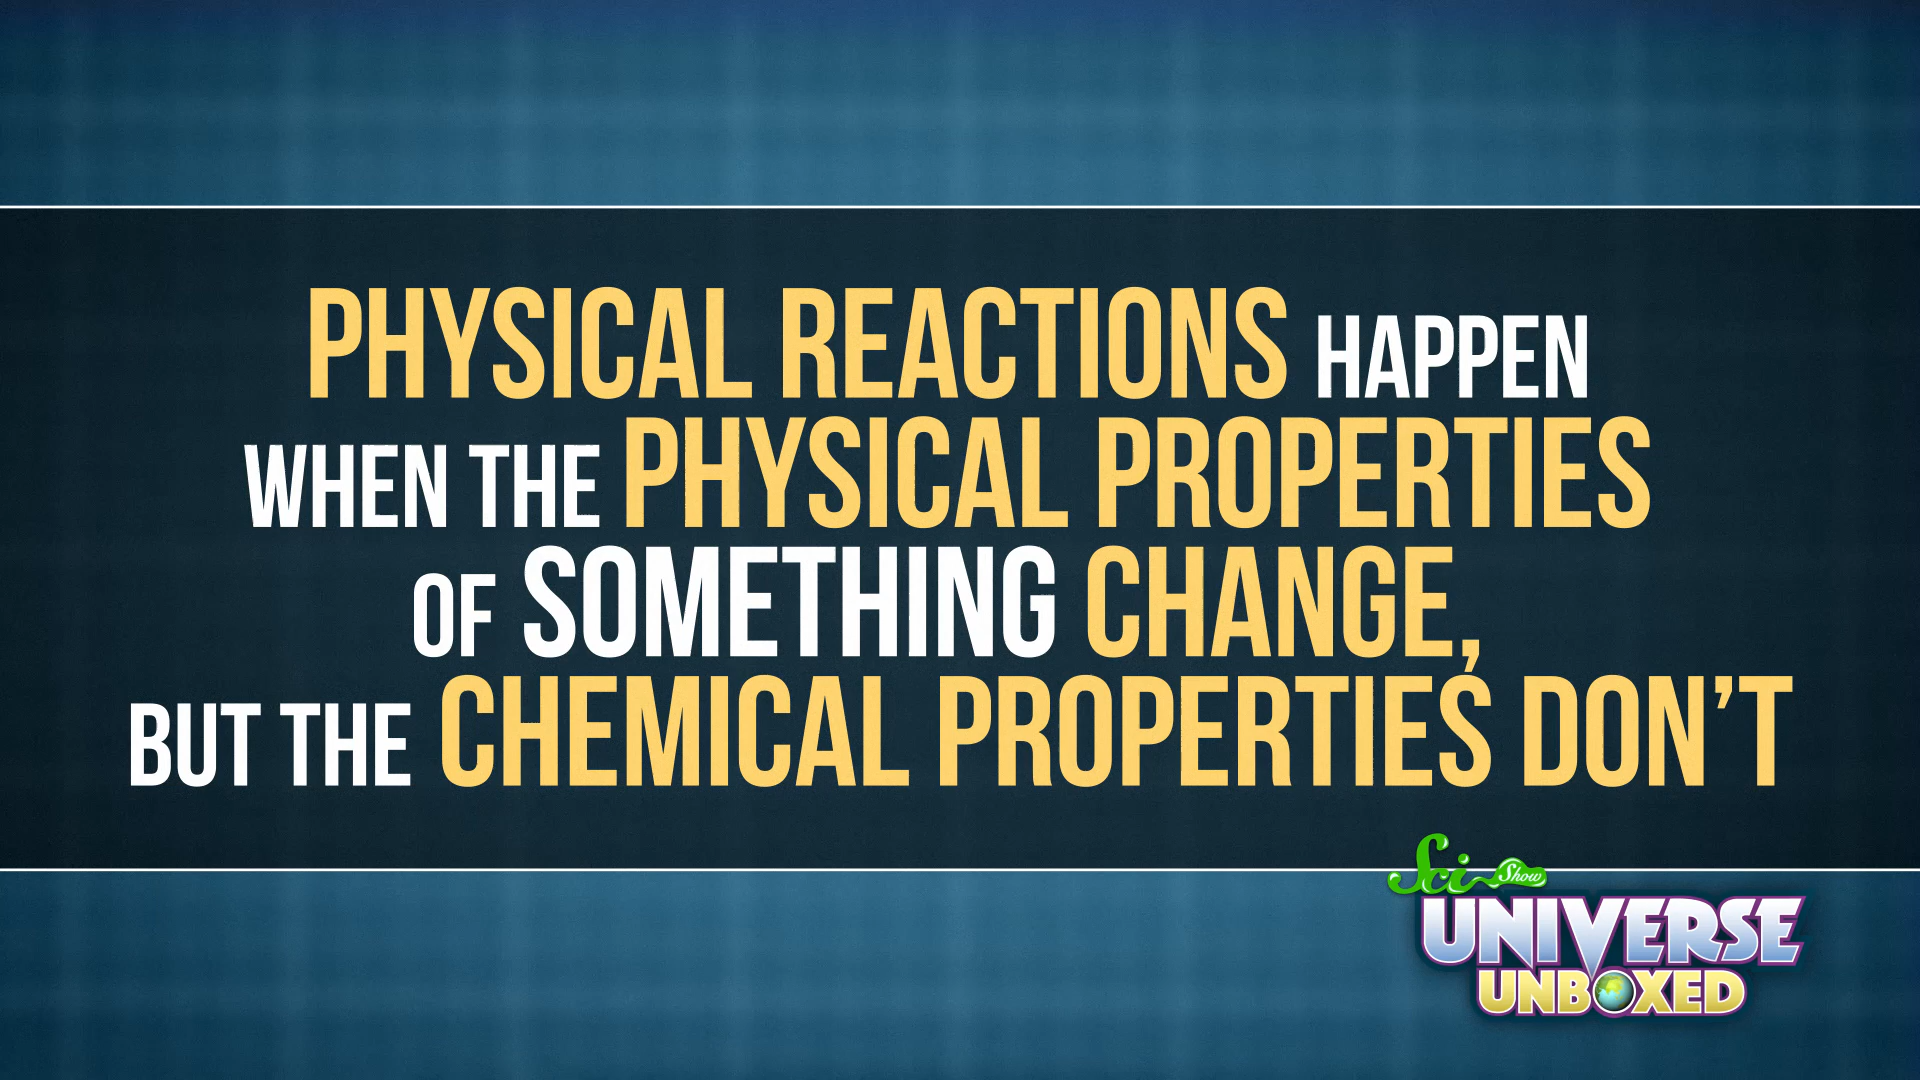 PHYSICAL REACTIONS HAPPEN
WHEN THE PHYSICAL PROPERTIES
OF SOMETHING CHANGE,
BUT THE CHEMICAL PROPERTIES DON'T
Sci Show
UNIVERSE
UNBOXED